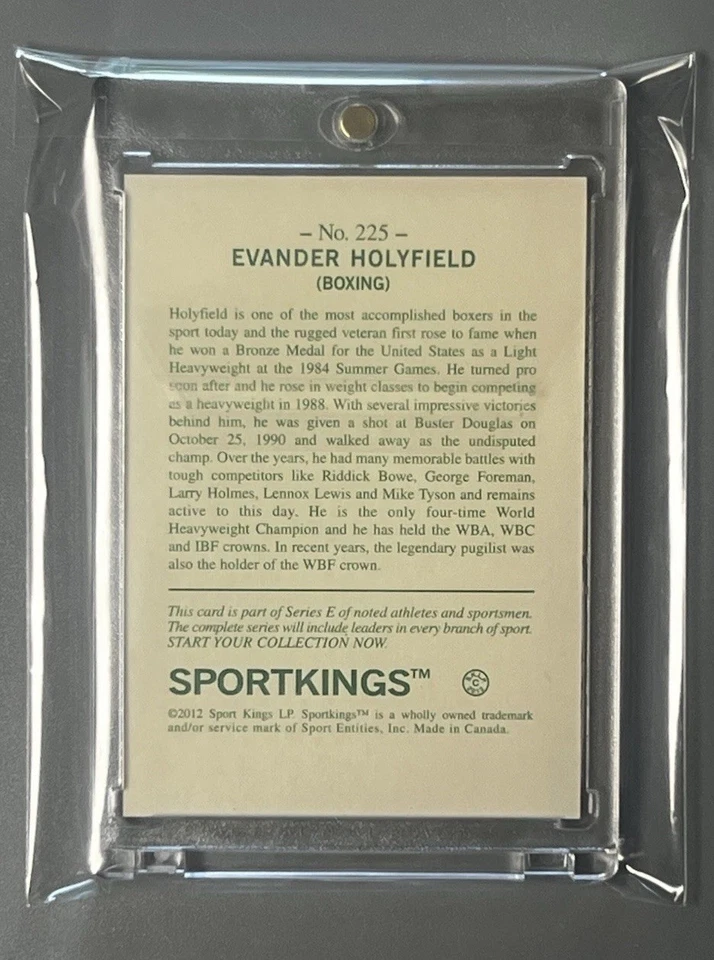 – No. 225 –
EVANDER HOLYFIELD
(BOXING)
Holyfield is one of the most accomplished boxers in the
sport today and the rugged veteran first rose to fame when
he won a Bronze Medal for the United States as a Light
Heavyweight at the 1984 Summer Games. He turned pro
soon after and he rose in weight classes to begin competing
as a heavyweight in 1988. With several impressive victories
behind him, he was given a shot at Buster Douglas on
October 25, 1990 and walked away as the undisputed
champ. Over the years, he had many memorable battles with
tough competitors like Riddick Bowe, George Foreman,
Larry Holmes, Lennox Lewis and Mike Tyson and remains
active to this day. He is the only four-time World
Heavyweight Champion and he has held the WBA, WBC
and IBF crowns. In recent years, the legendary pugilist was
also the holder of the WBF crown.
This card is part of Series E of noted athletes and sportsmen.
The complete series will include leaders in every branch of sport.
START YOUR COLLECTION NOW.
SPORTKINGS™
©2012 Sport Kings LP. Sportkings™ is a wholly owned trademark
and/or service mark of Sport Entities, Inc. Made in Canada.